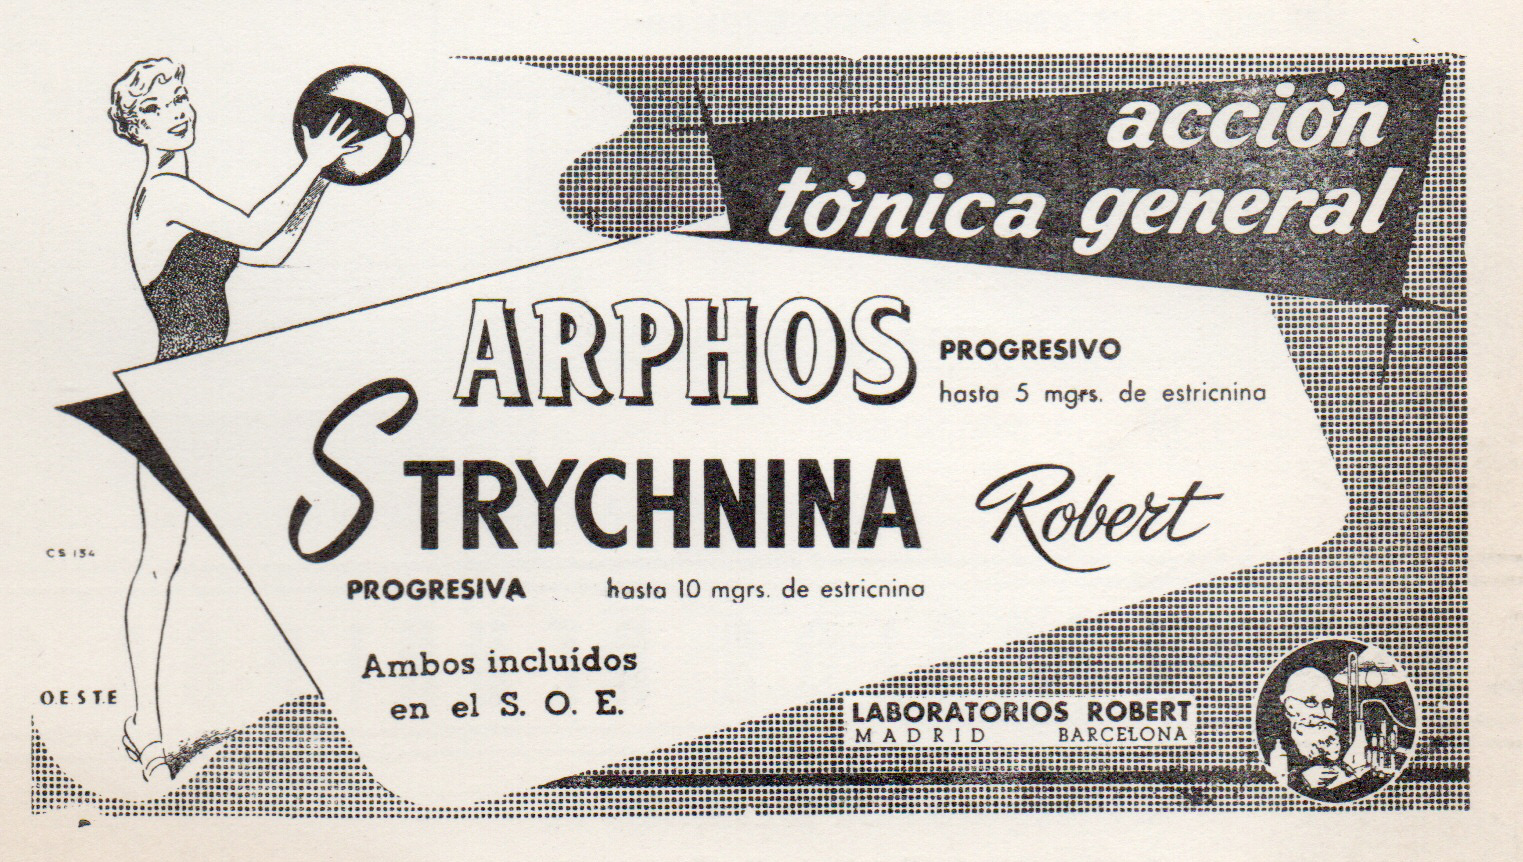 acción
tónica general
ARPHOS PROGRESIVO
hasta 5 mgrs. de estricnina
STRYCHNINA Robert
PROGRESIVA hasta 10 mgrs. de estricnina
CS 134
Ambos incluídos
en el S. O. E.
OESTE
LABORATORIOS ROBERT
MADRID BARCELONA